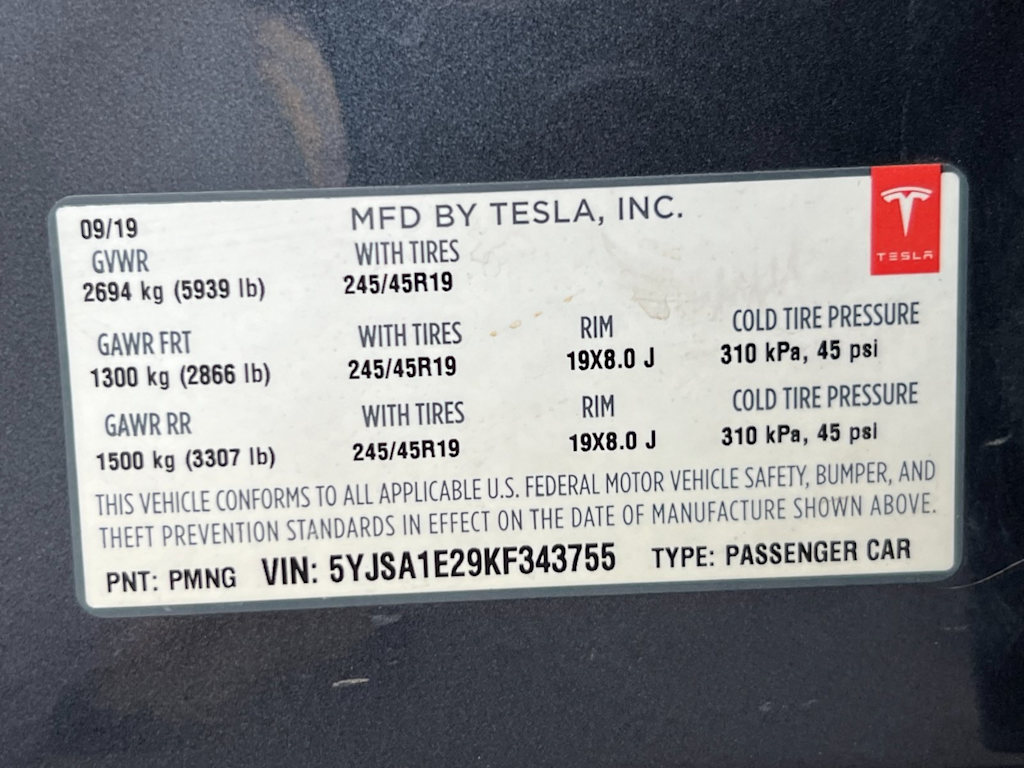 09/19 MFD BY TESLA, INC.
TESLA
GVWR WITH TIRES
2694 kg (5939 lb) 245/45R19
GAWR FRT WITH TIRES RIM COLD TIRE PRESSURE
1300 kg (2866 lb) 245/45R19 19X8.0 J 310 kPa, 45 psi
GAWR RR WITH TIRES RIM COLD TIRE PRESSURE
1500 kg (3307 lb) 245/45R19 19X8.0 J 310 kPa, 45 psi
THIS VEHICLE CONFORMS TO ALL APPLICABLE U.S. FEDERAL MOTOR VEHICLE SAFETY, BUMPER, AND
THEFT PREVENTION STANDARDS IN EFFECT ON THE DATE OF MANUFACTURE SHOWN ABOVE.
PNT: PMNG VIN: 5YJSA1E29KF343755 TYPE: PASSENGER CAR